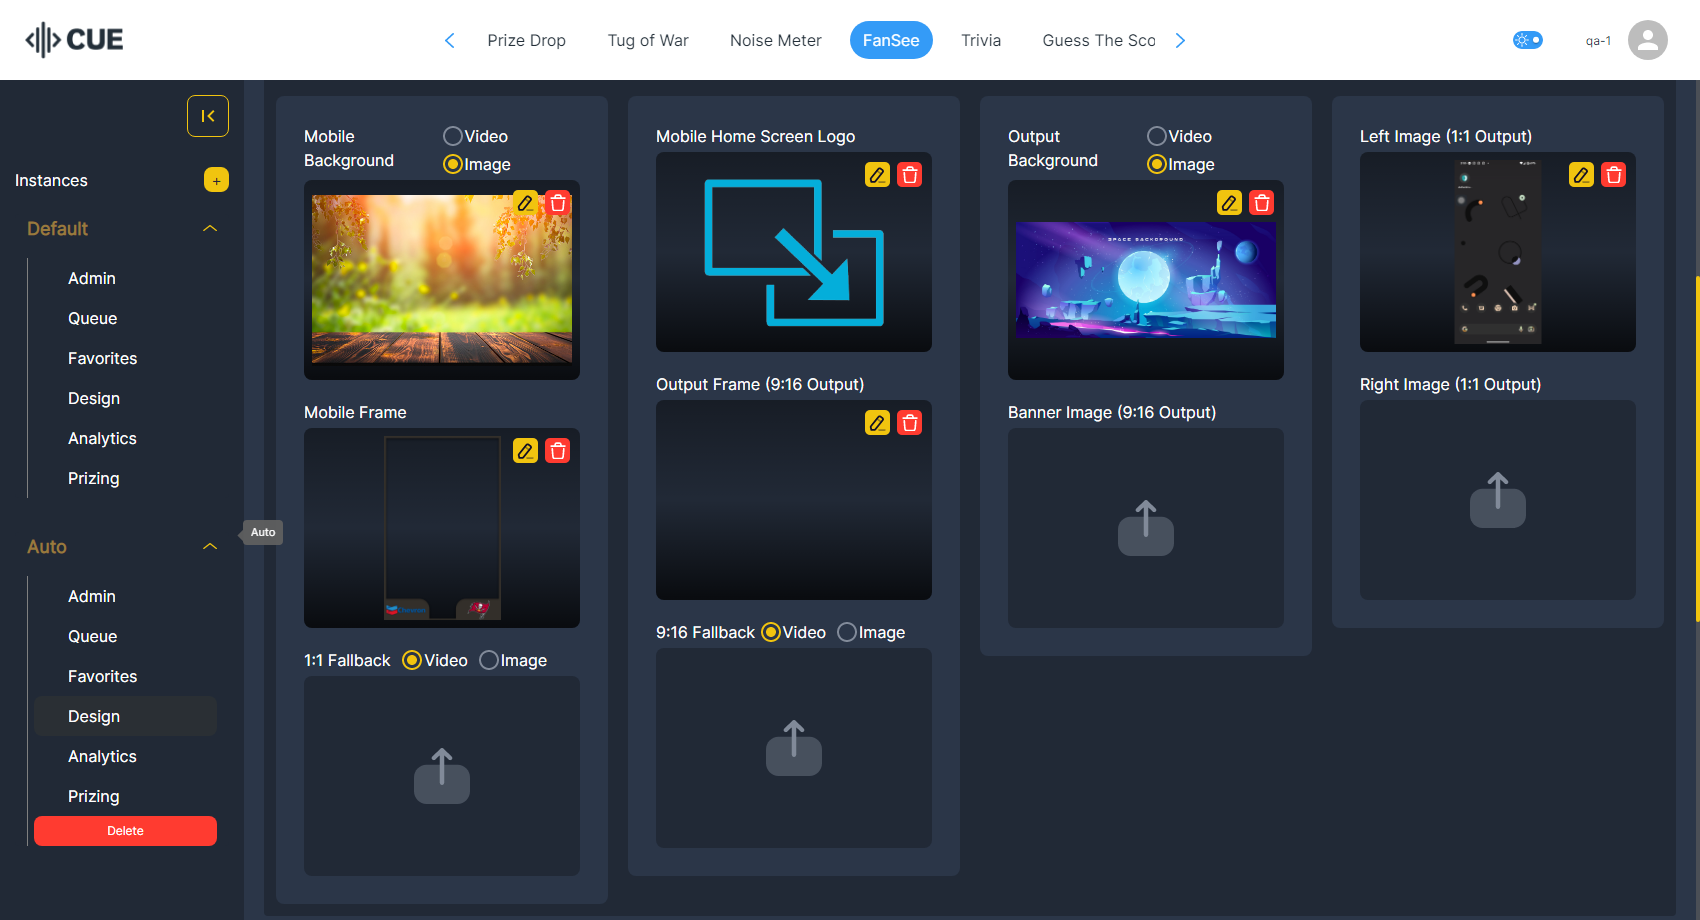 CUE
Prize Drop
Tug of War
Noise Meter
FanSee
Trivia
Guess The Sco
qa-1
Instances
+
Default
Admin
Queue
Favorites
Design
Analytics
Prizing
Auto
Auto
Admin
Queue
Favorites
Design
Analytics
Prizing
Delete
Mobile
Background
Video
Image
Mobile Frame
1:1 Fallback
Video
Image
Mobile Home Screen Logo
Output Frame (9:16 Output)
9:16 Fallback
Video
Image
Output
Background
Video
Image
SPACE BACKGROUND
Banner Image (9:16 Output)
Left Image (1:1 Output)
Right Image (1:1 Output)